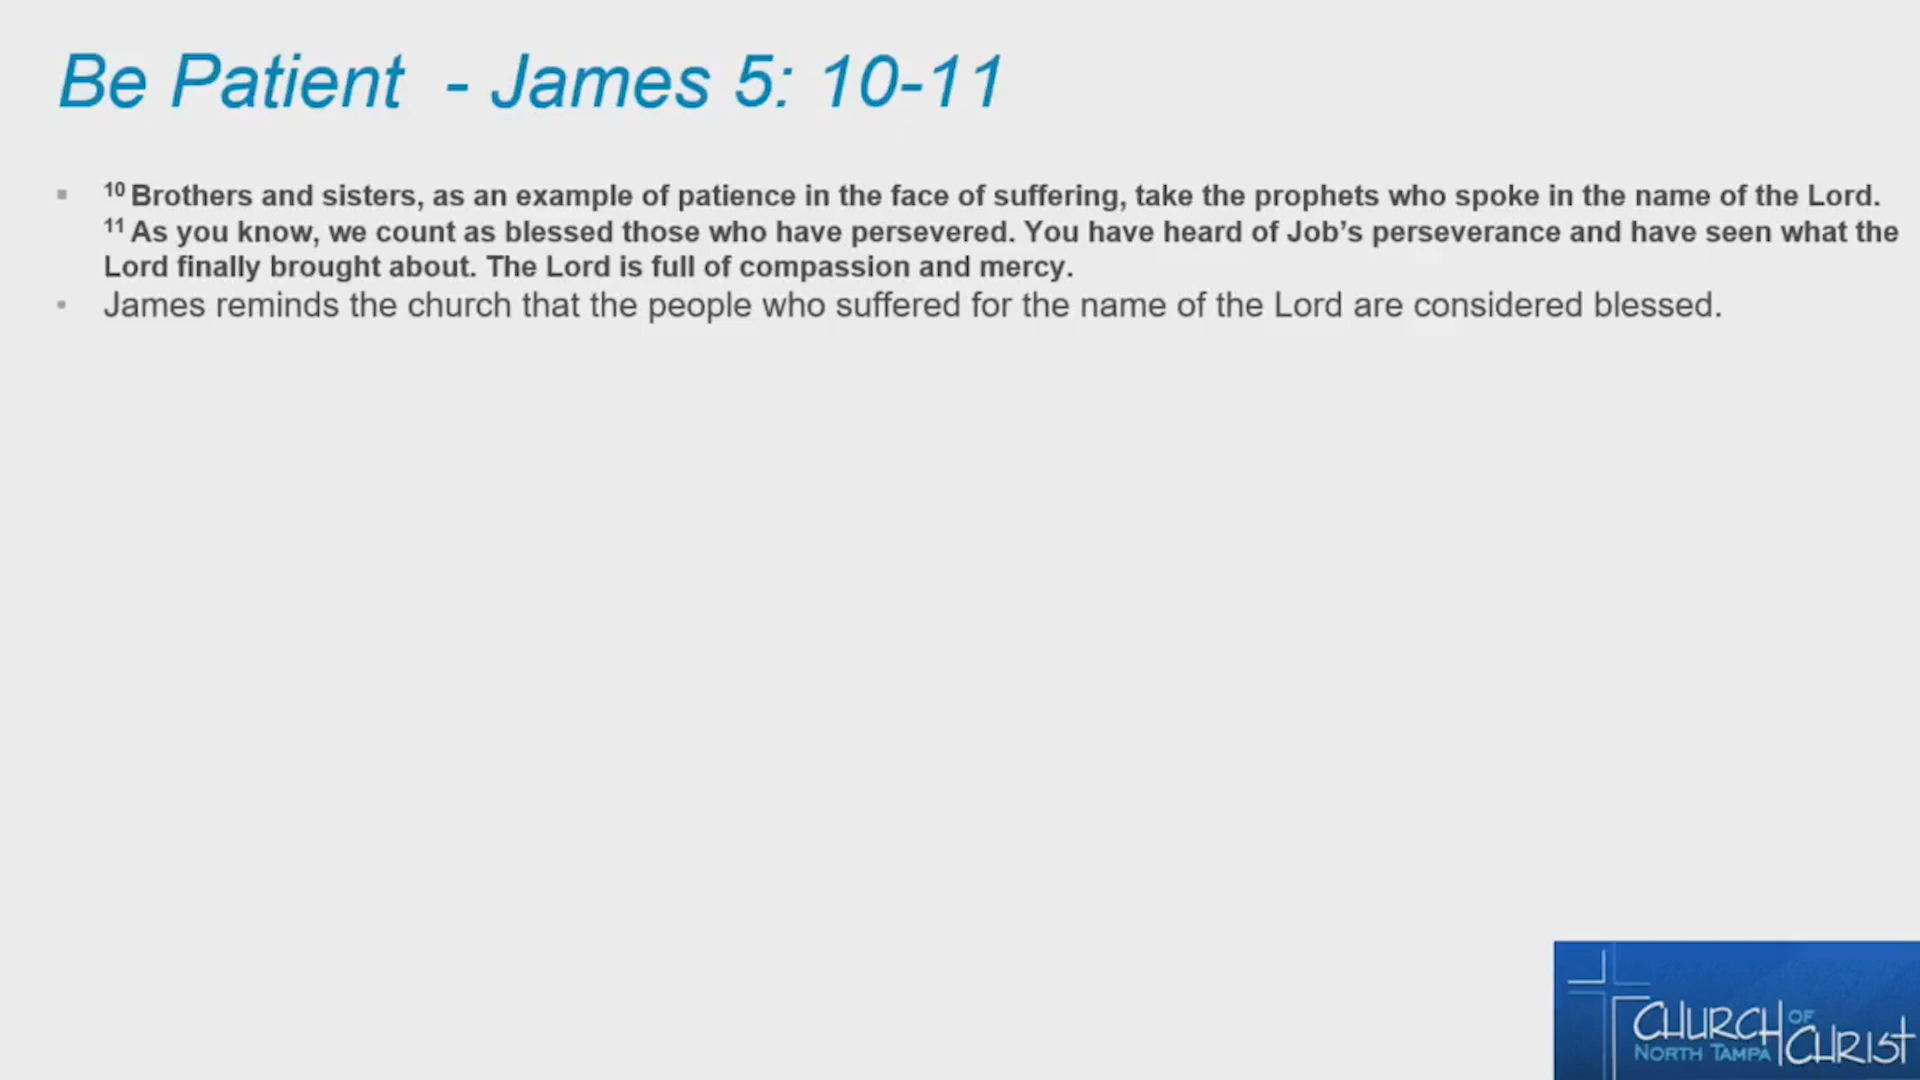 Be Patient - James 5: 10-11
10 Brothers and sisters, as an example of patience in the face of suffering, take the prophets who spoke in the name of the Lord.
11 As you know, we count as blessed those who have persevered. You have heard of Job’s perseverance and have seen what the
Lord finally brought about. The Lord is full of compassion and mercy.
James reminds the church that the people who suffered for the name of the Lord are considered blessed.
CHURCH OF CHRIST
NORTH TAMPA